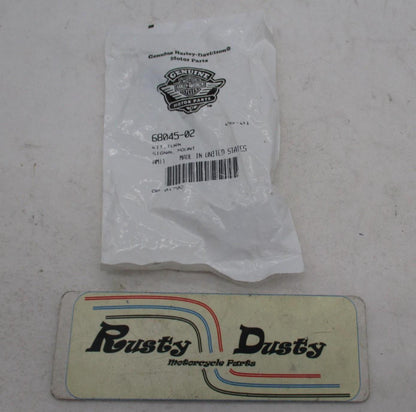 Genuine Harley-Davidson®
Motor Parts
GENUINE
MOTOR PARTS
68045-02
KIT, TURN
SIGNAL MOUNT
MADE IN UNITED STATES
Rusty Dusty
Motorcycle Parts